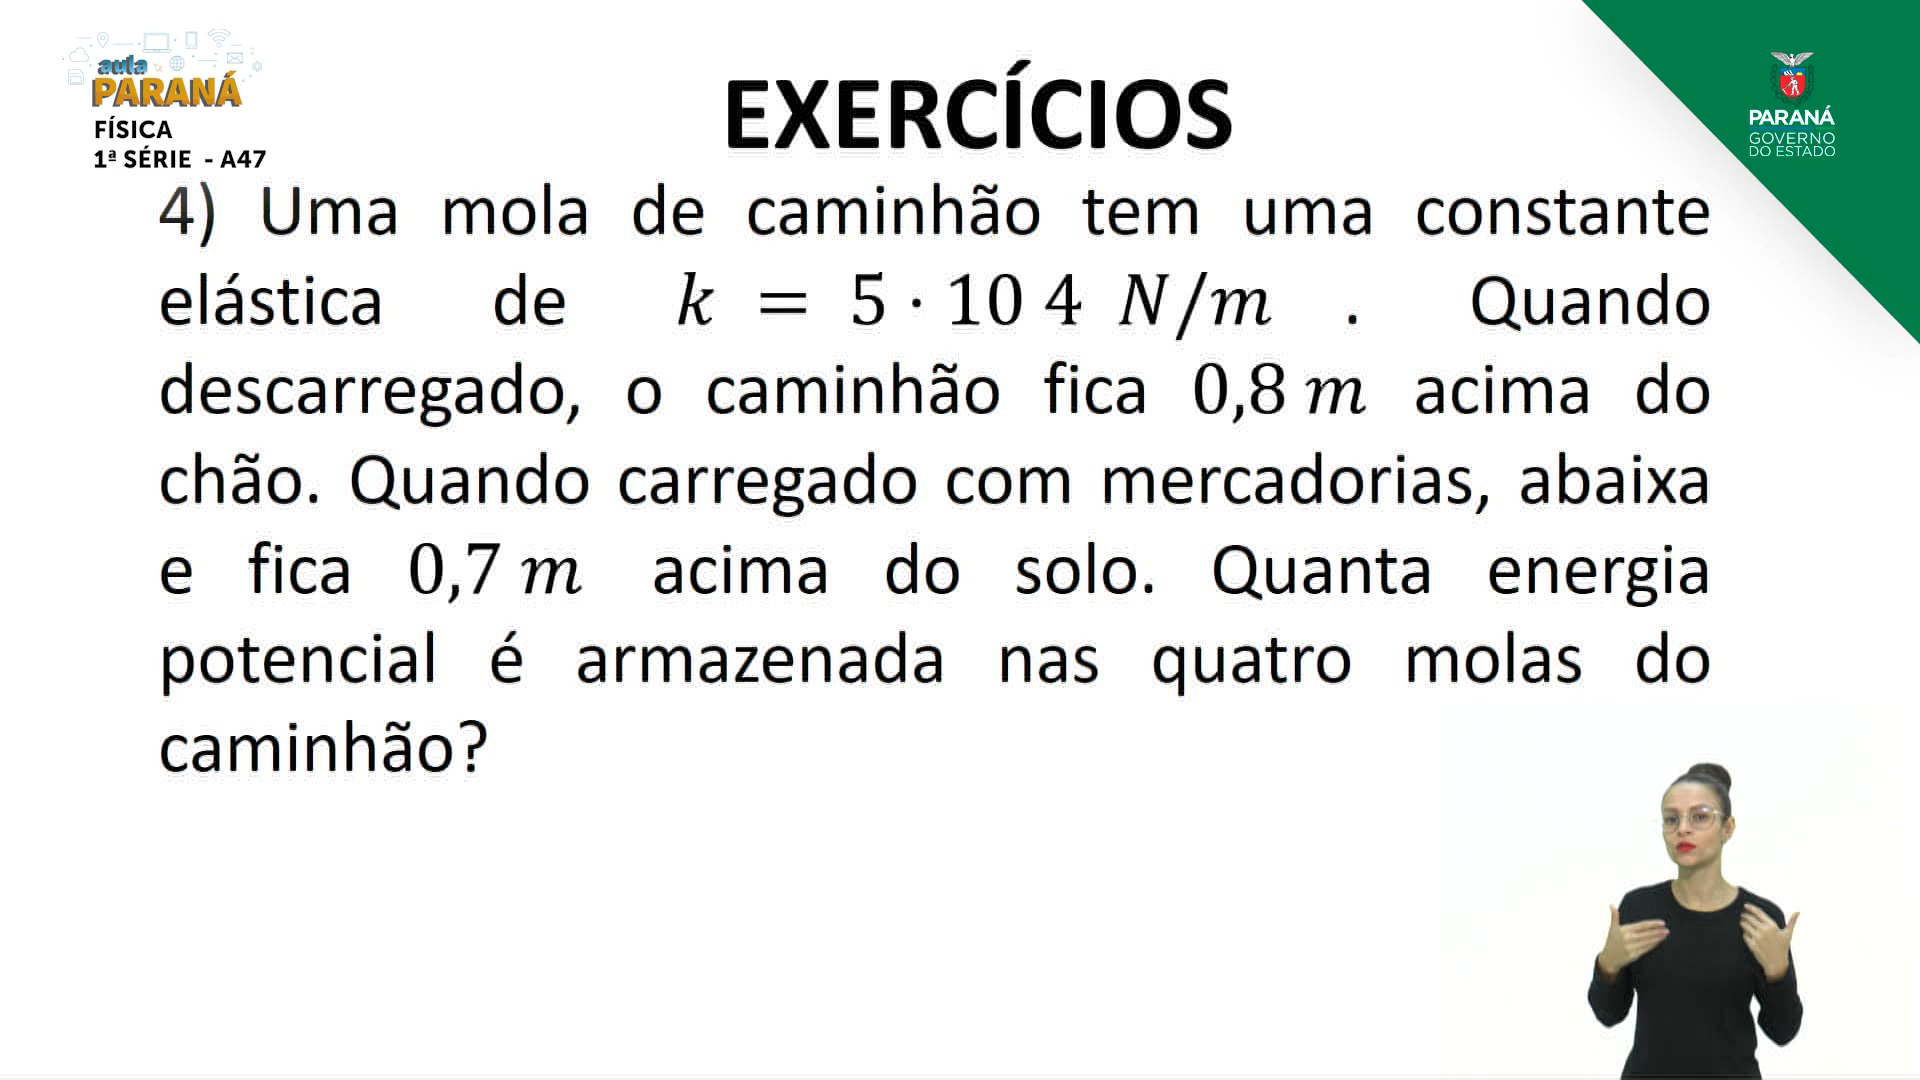 aula
PARANÁ
FÍSICA
1ª SÉRIE - A47
EXERCÍCIOS
PARANÁ
GOVERNO
DO ESTADO
4) Uma mola de caminhão tem uma constante
elástica de k = 5 · 10 4 N/m . Quando
descarregado, o caminhão fica 0,8 m acima do
chão. Quando carregado com mercadorias, abaixa
e fica 0,7 m acima do solo. Quanta energia
potencial é armazenada nas quatro molas do
caminhão?